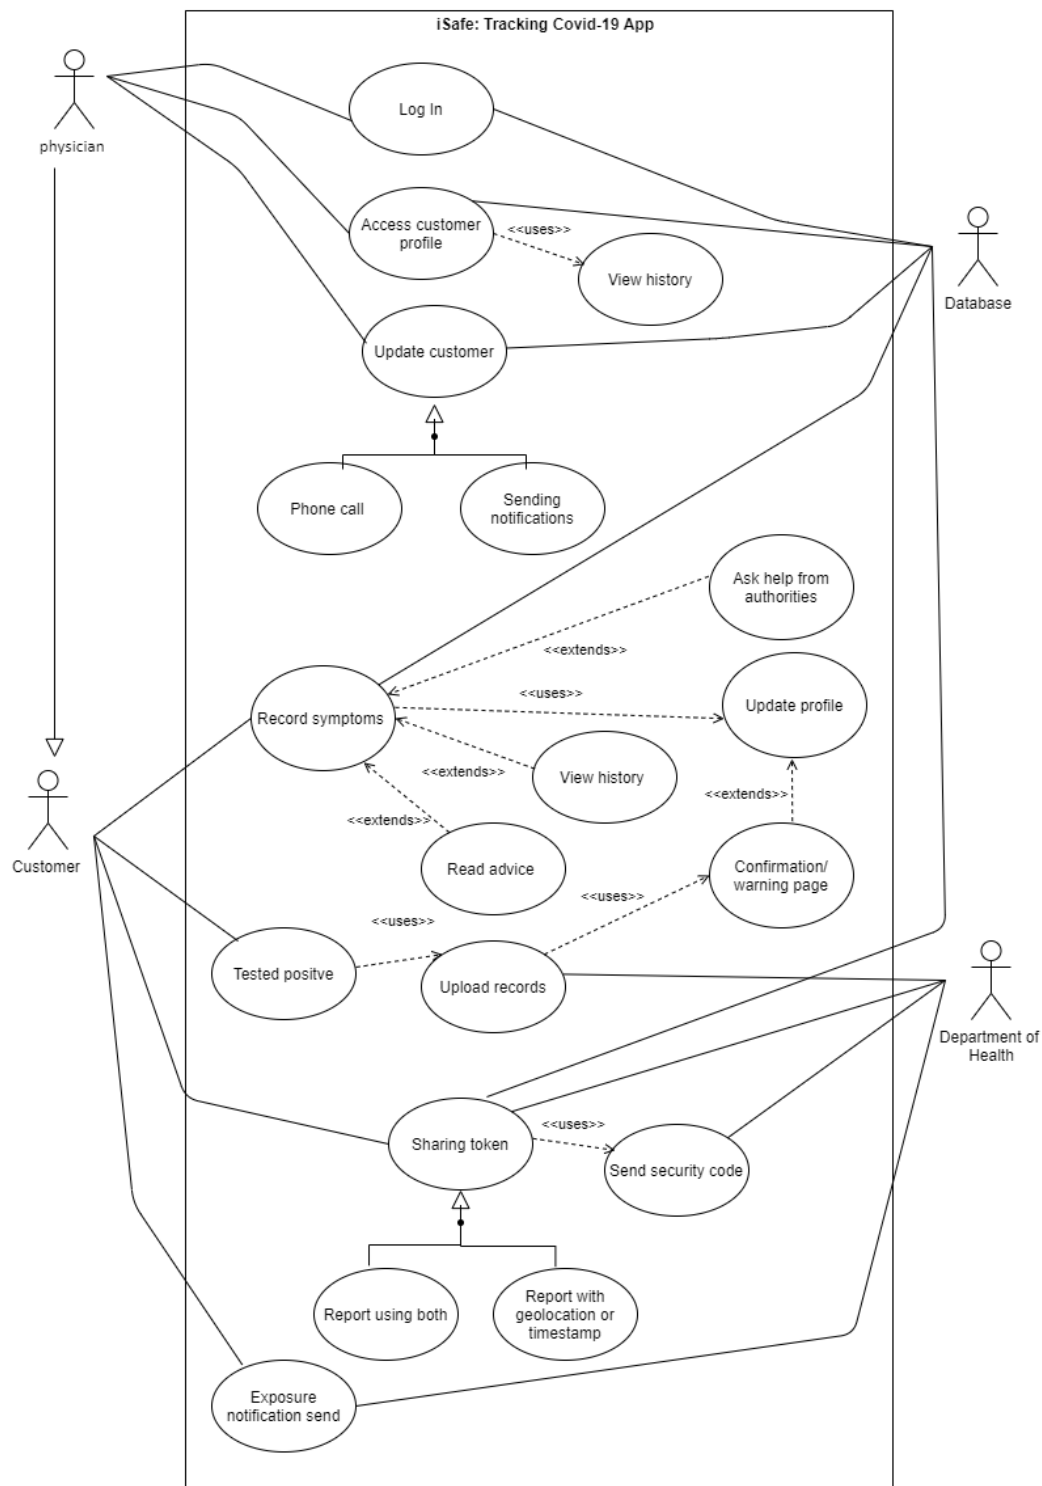 iSafe: Tracking Covid-19 App
physician
Log In
Access customer
profile
<<uses>>
View history
Database
Update customer
Phone call
Sending
notifications
Ask help from
authorities
<<extends>>
<<uses>>
Record symptoms
Update profile
<<extends>>
View history
<<extends>>
<<extends>>
Customer
Read advice
Confirmation/
warning page
<<uses>>
<<uses>>
Tested positve
Upload records
Department of
Health
<<uses>>
Sharing token
Send security code
Report using both
Report with
geolocation or
timestamp
Exposure
notification send